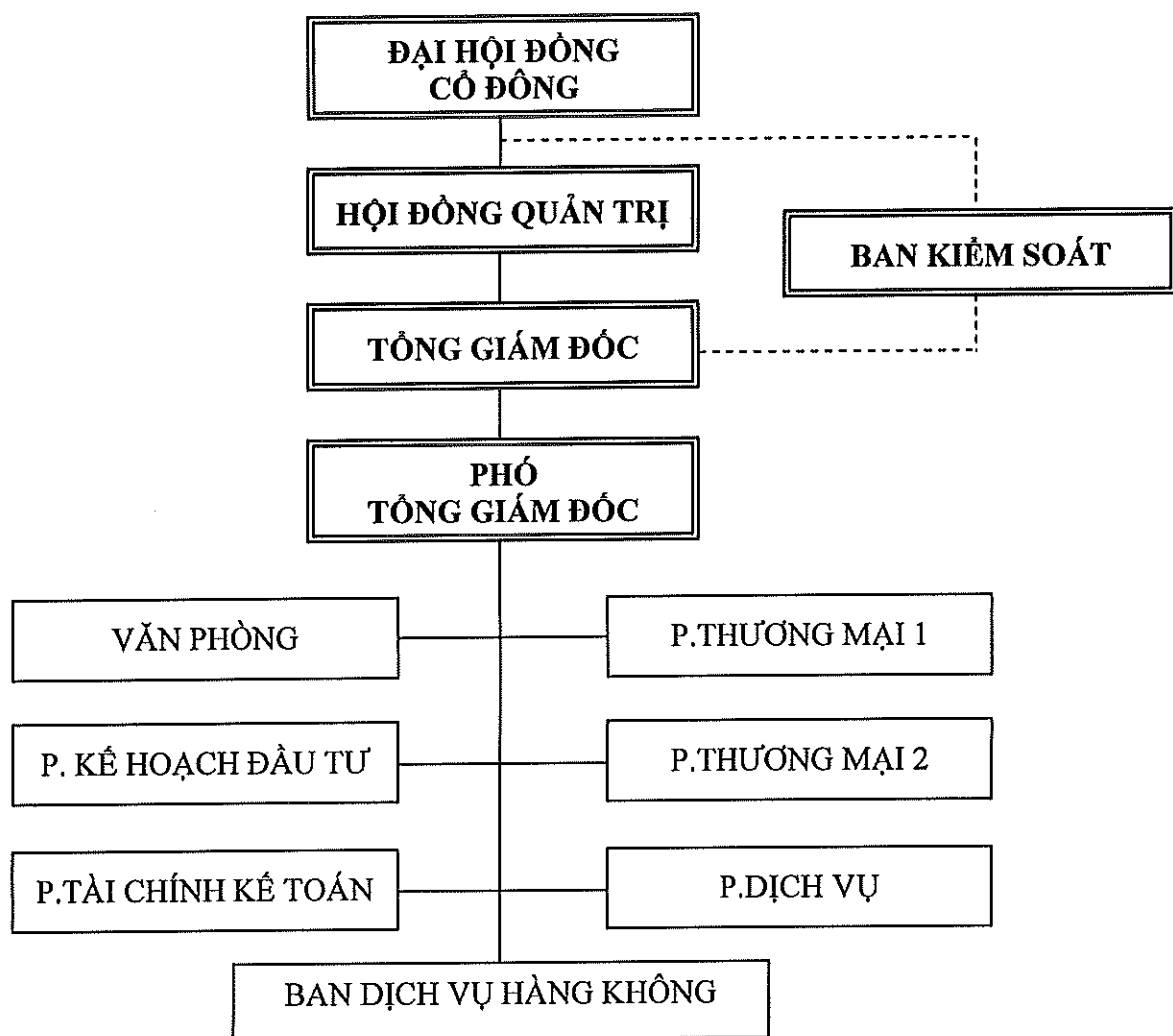 ĐẠI HỘI ĐỒNG
CỔ ĐÔNG
HỘI ĐỒNG QUẢN TRỊ
BAN KIỂM SOÁT
TỔNG GIÁM ĐỐC
PHÓ
TỔNG GIÁM ĐỐC
VĂN PHÒNG
P.THƯƠNG MẠI 1
P. KẾ HOẠCH ĐẦU TƯ
P.THƯƠNG MẠI 2
P.TÀI CHÍNH KẾ TOÁN
P.DỊCH VỤ
BAN DỊCH VỤ HÀNG KHÔNG